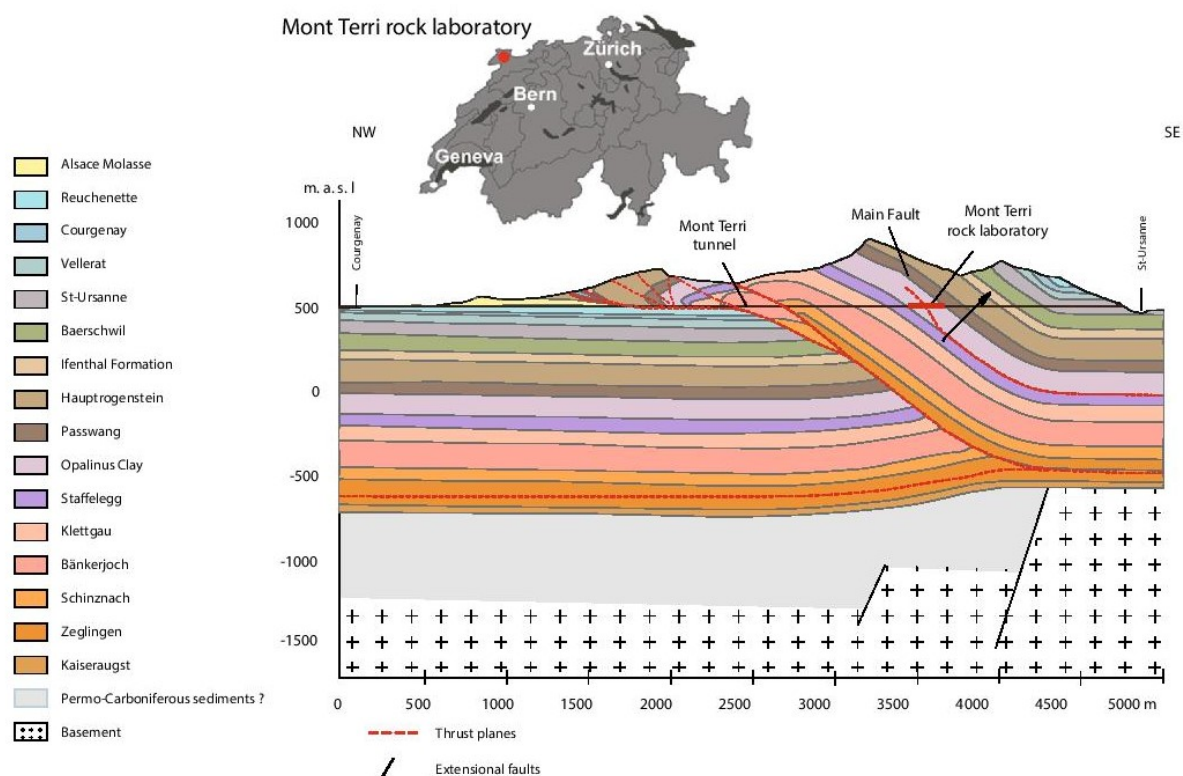 Mont Terri rock laboratory
Zürich
Bern
Geneva
NW
SE
Alsace Molasse
Reuchenette
Courgenay
Vellerat
St-Ursanne
Baerschwil
Ifenthal Formation
Hauptrogenstein
Passwang
Opalinus Clay
Staffelegg
Klettgau
Bänkerjoch
Schinznach
Zeglingen
Kaiseraugst
Permo-Carboniferous sediments ?
Basement
m. a. s. l
1000
500
0
-500
-1000
-1500
Courgenay
Mont Terri
tunnel
Main Fault
Mont Terri
rock laboratory
St-Ursanne
0 500 1000 1500 2000 2500 3000 3500 4000 4500 5000 m
Thrust planes
Extensional faults